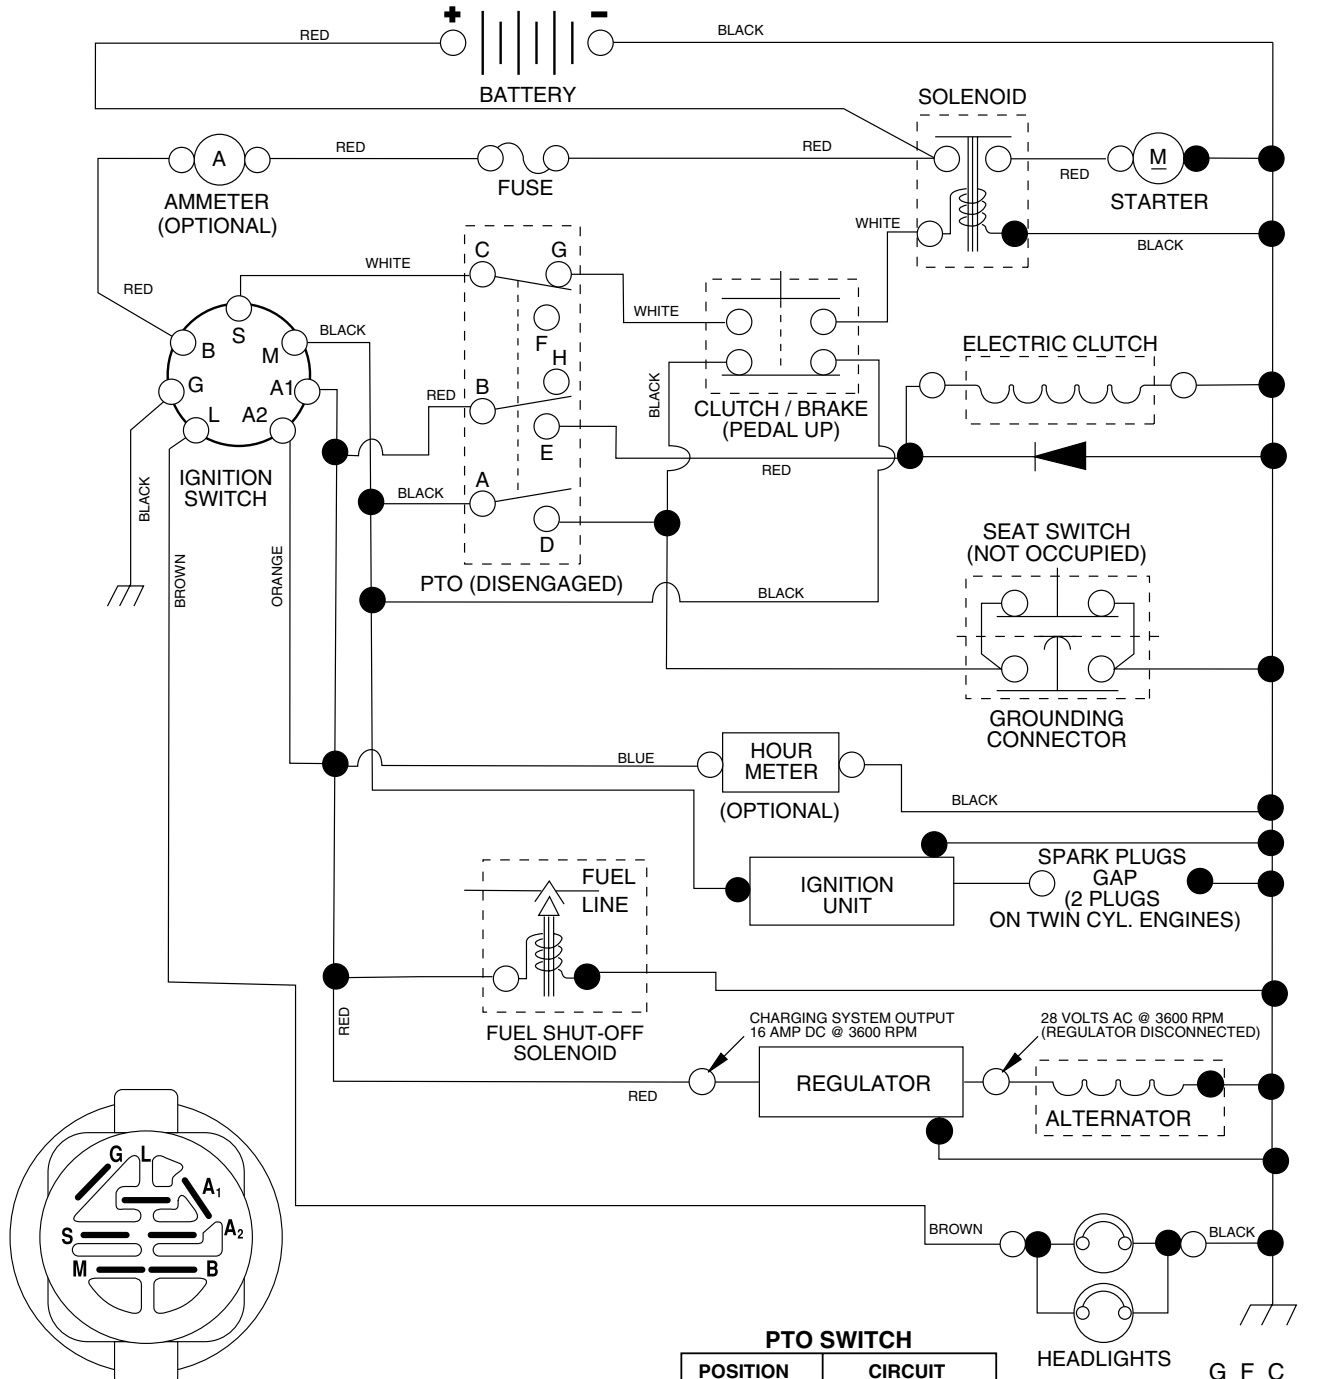 + -
RED
BLACK
BATTERY
SOLENOID
A
RED
RED
RED
M
AMMETER
(OPTIONAL)
FUSE
STARTER
WHITE
BLACK
C G
WHITE
RED
S
B
M
BLACK
F
WHITE
H
ELECTRIC CLUTCH
G
A1
RED
B
BLACK
L
A2
CLUTCH / BRAKE
(PEDAL UP)
E
RED
IGNITION
SWITCH
A
BLACK
BLACK
D
SEAT SWITCH
(NOT OCCUPIED)
BROWN
ORANGE
PTO (DISENGAGED)
BLACK
GROUNDING
CONNECTOR
BLUE
HOUR
METER
(OPTIONAL)
BLACK
FUEL
LINE
IGNITION
UNIT
SPARK PLUGS
GAP
(2 PLUGS
ON TWIN CYL. ENGINES)
RED
FUEL SHUT-OFF
SOLENOID
CHARGING SYSTEM OUTPUT
16 AMP DC @ 3600 RPM
28 VOLTS AC @ 3600 RPM
(REGULATOR DISCONNECTED)
RED
REGULATOR
ALTERNATOR
G L
A1
S
A2
M
B
BROWN
BLACK
HEADLIGHTS
PTO SWITCH
POSITION CIRCUIT
G F C